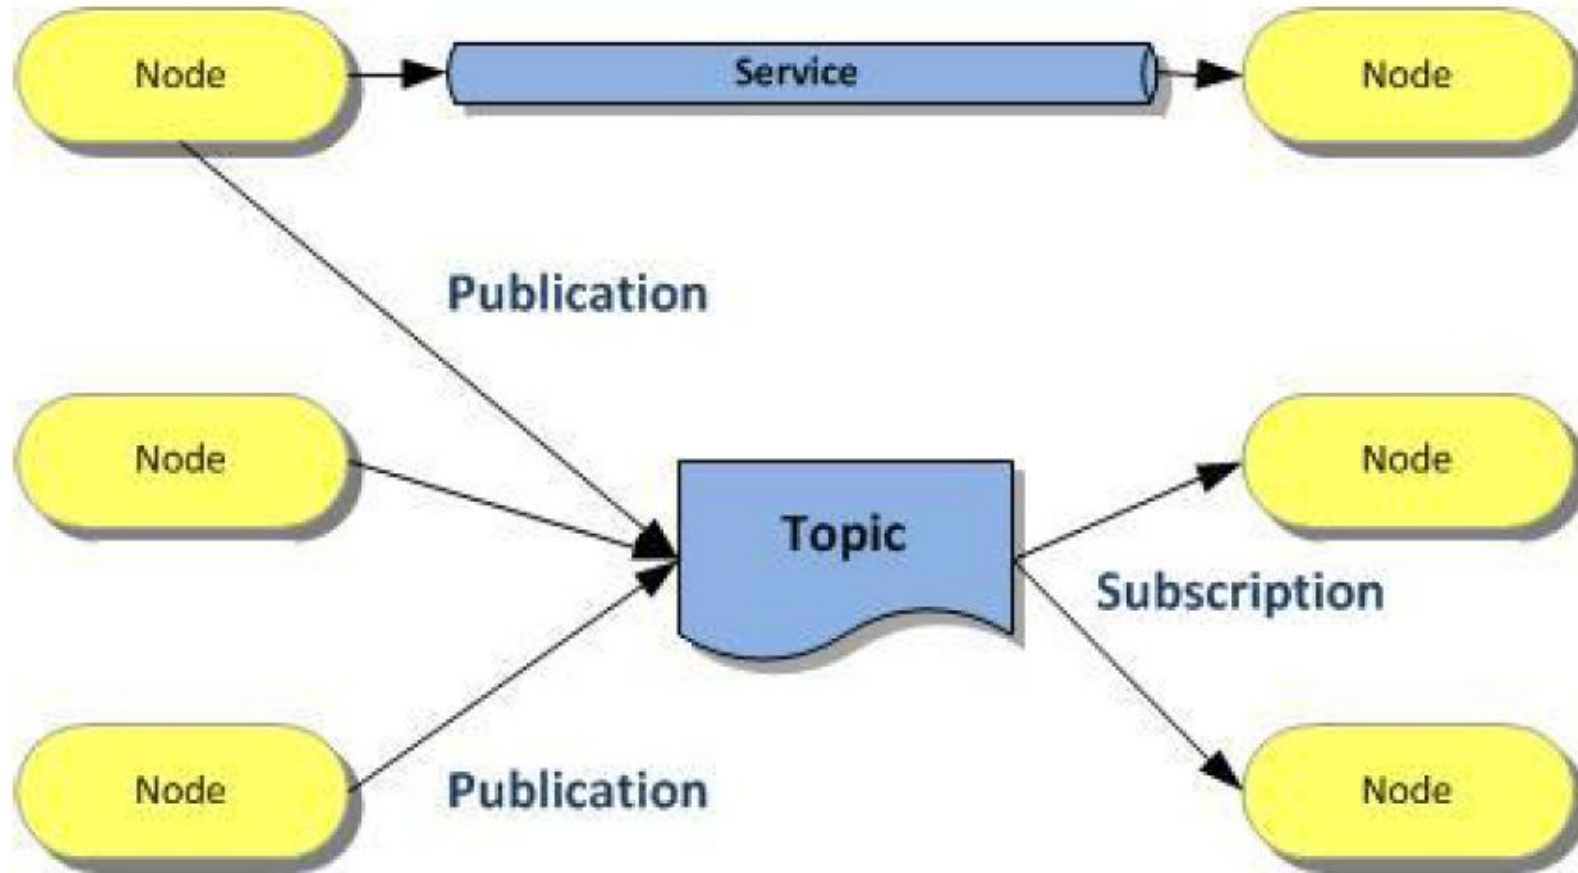 Node
Service
Node
Publication
Node
Topic
Node
Subscription
Node
Publication
Node